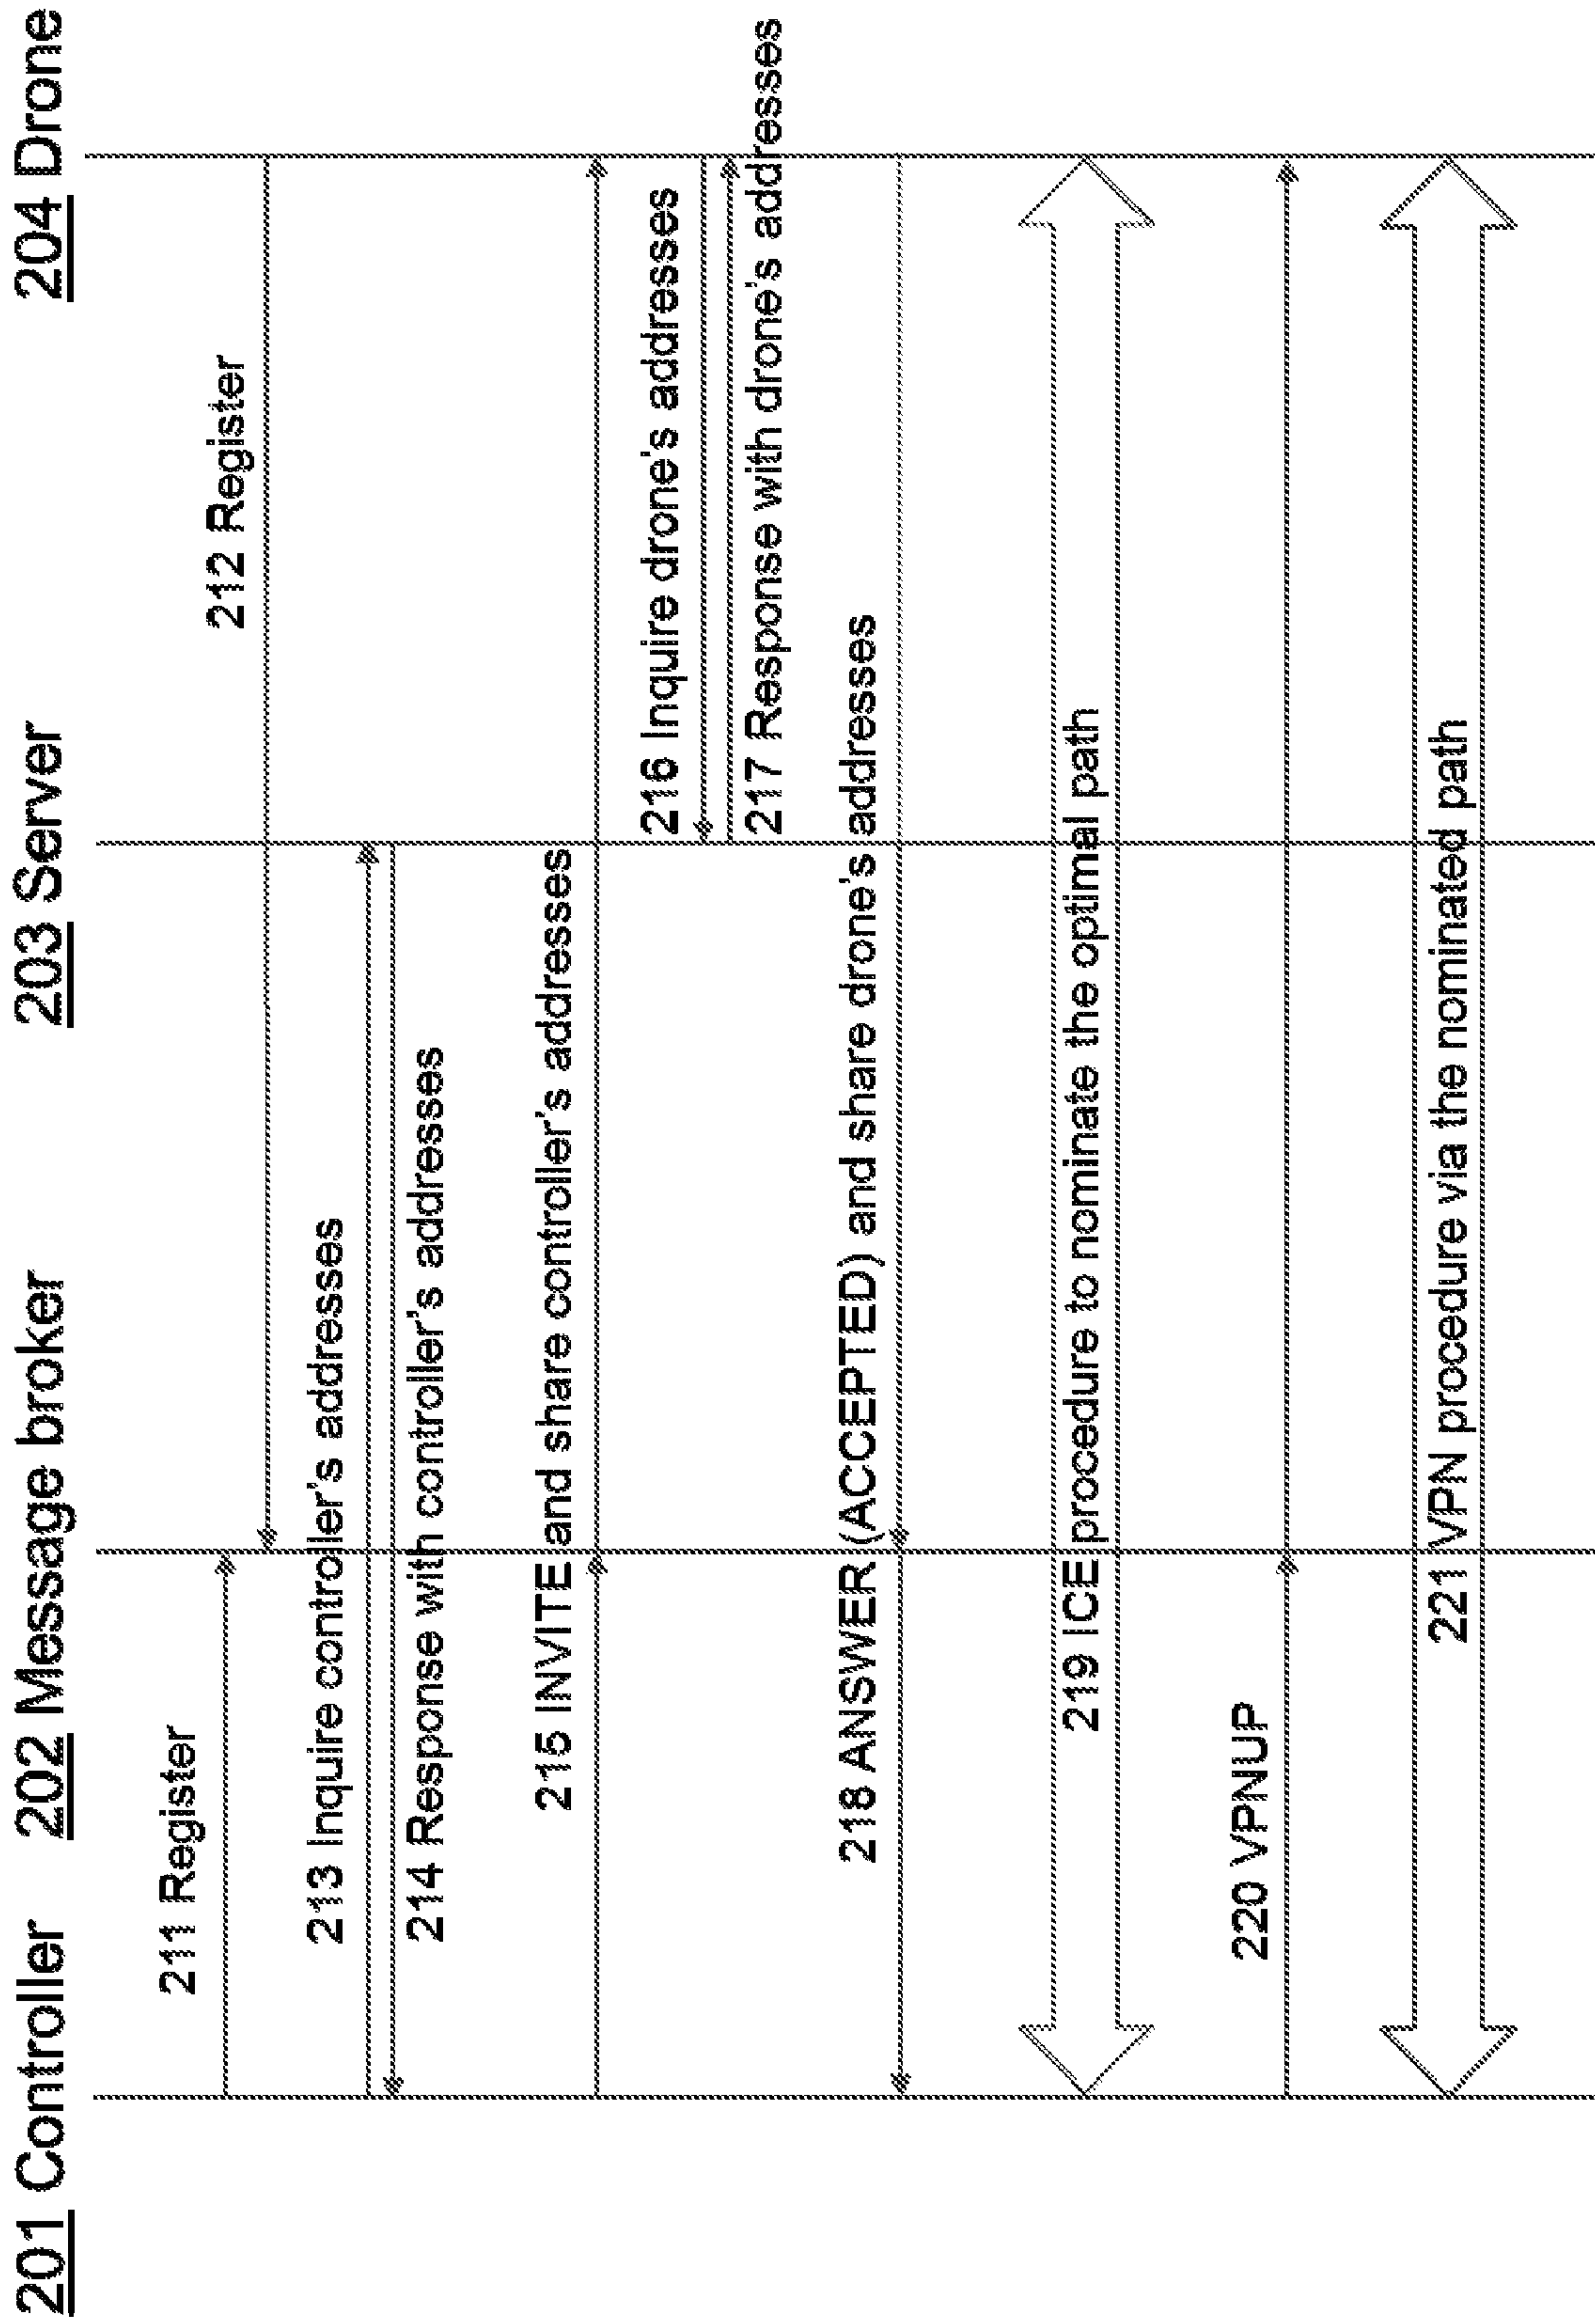 201 Controller
202 Message broker
203 Server
204 Drone
211 Register
212 Register
213 Inquire controller's addresses
214 Response with controller's addresses
215 INVITE and share controller's addresses
216 Inquire drone's addresses
217 Response with drone's addresses
218 ANSWER (ACCEPTED) and share drone's addresses
219 ICE procedure to nominate the optimal path
220 VPNUP
221 VPN procedure via the nominated path